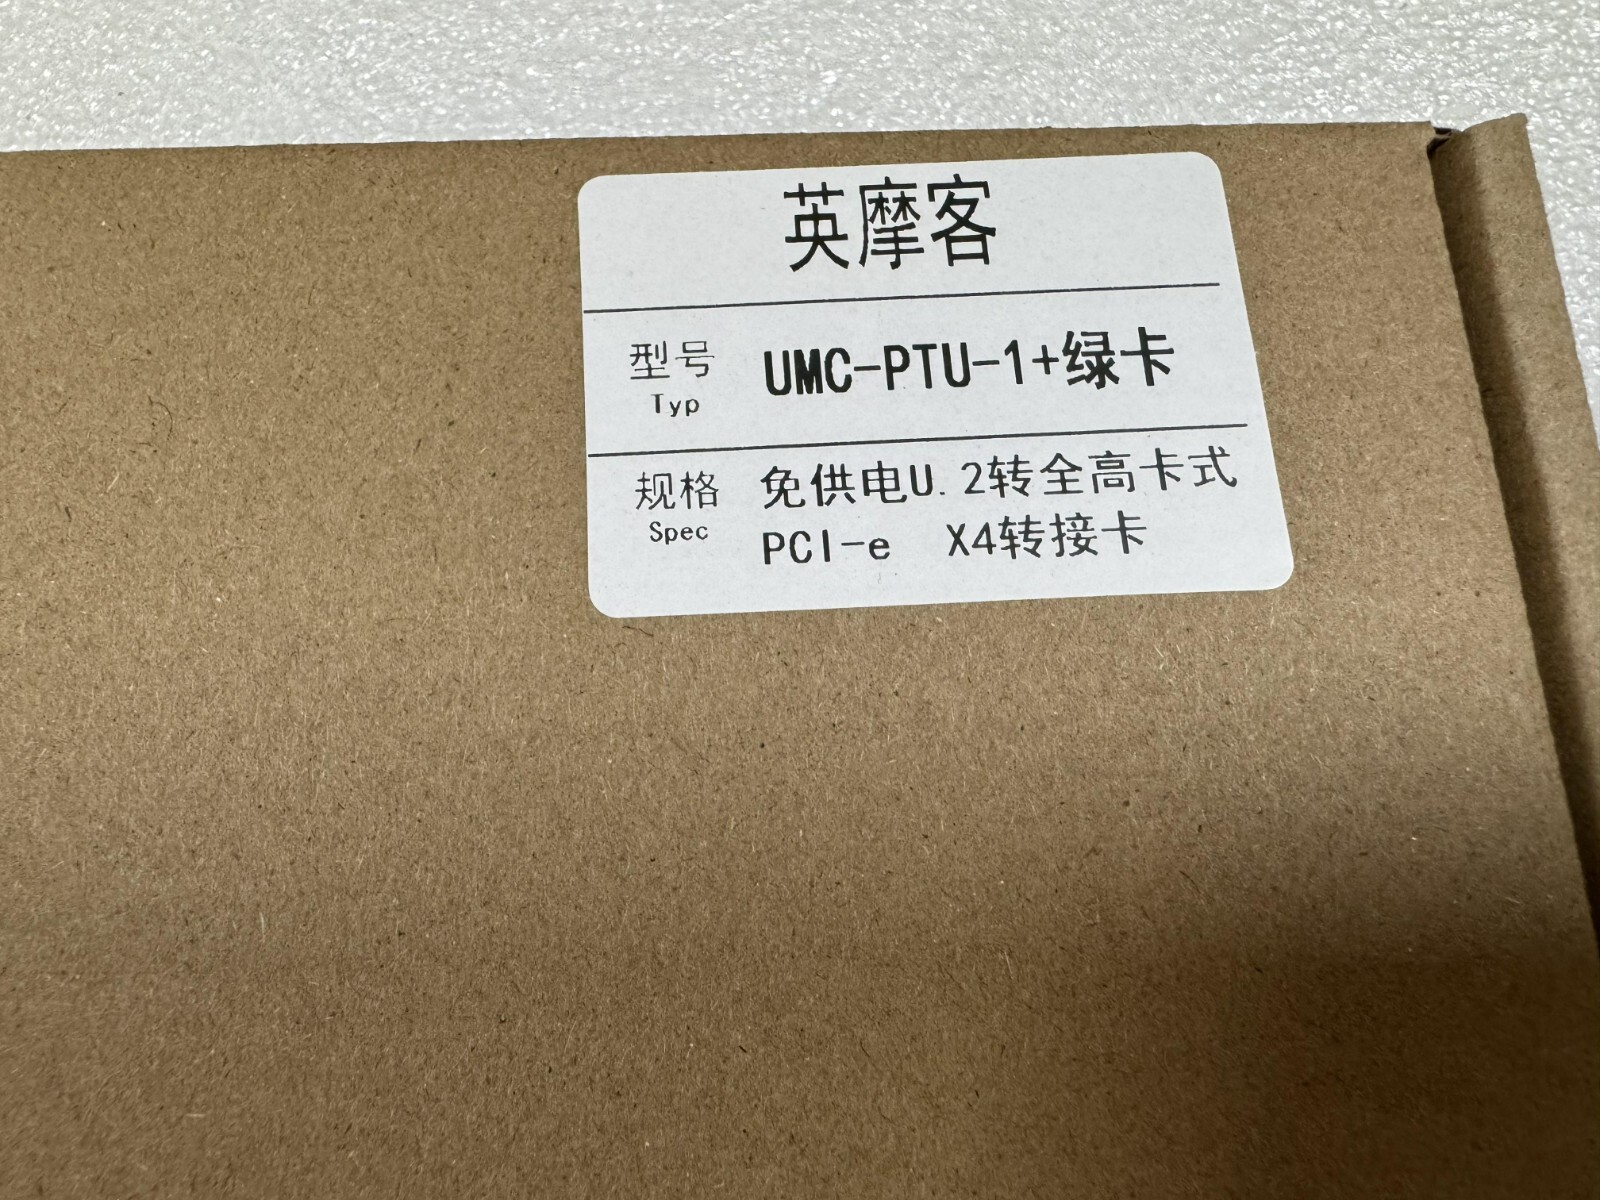 英摩客
型号 UMC-PTU-1+绿卡
Typ
规格 免供电U.2转全高卡式
Spec PCI-e X4转接卡